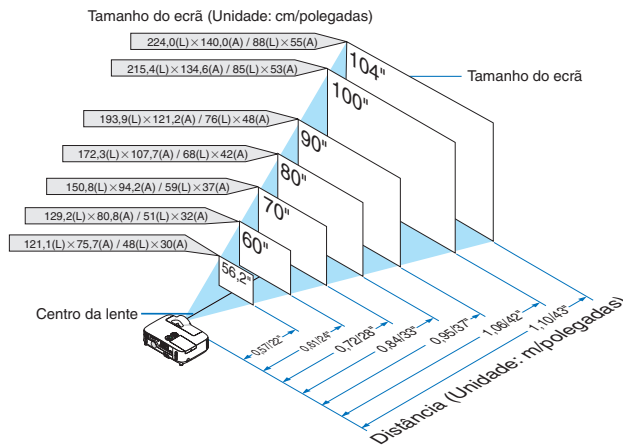 Tamanho do ecrã (Unidade: cm/polegadas)
224,0(L)×140,0(A) / 88(L)×55(A)
104"
Tamanho do ecrã
215,4(L)×134,6(A) / 85(L)×53(A)
100"
193,9(L)×121,2(A) / 76(L)×48(A)
90"
172,3(L)×107,7(A) / 68(L)×42(A)
80"
150,8(L)×94,2(A) / 59(L)×37(A)
70"
129,2(L)×80,8(A) / 51(L)×32(A)
60"
121,1(L)×75,7(A) / 48(L)×30(A)
56,2"
Centro da lente
0,57/22"
0,61/24"
0,72/28"
0,84/33"
0,95/37"
1,06/42"
1,10/43"
Distância (Unidade: m/polegadas)